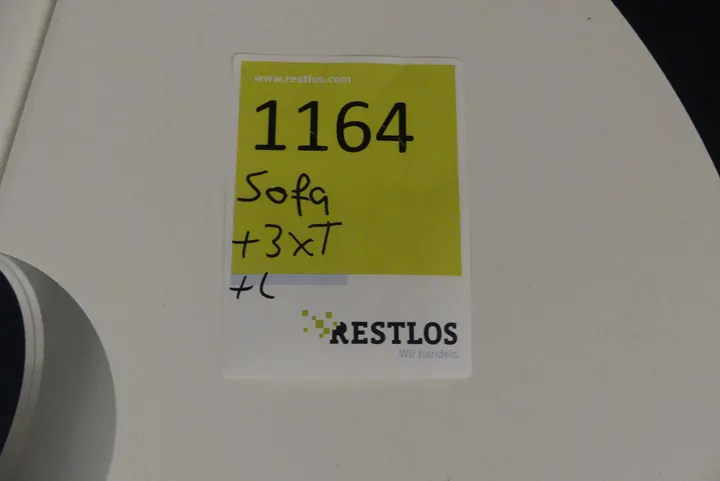 www.restlos.com
1164
Sofa
+3xT
+L
RESTLOS
Wir handeln.